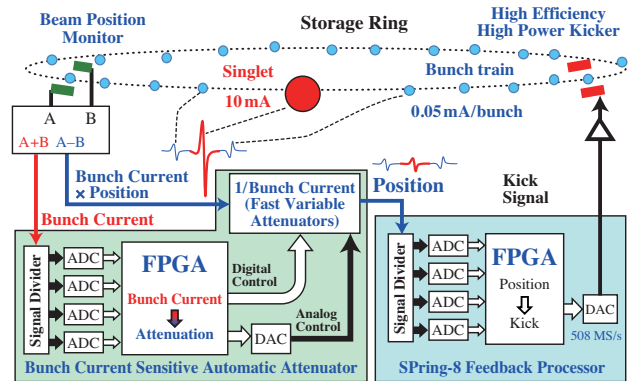 Beam Position
Monitor
Storage Ring
High Efficiency
High Power Kicker
Singlet
10 mA
Bunch train
0.05 mA/bunch
A
B
A+B
A–B
Bunch Current
× Position
Bunch Current
1/Bunch Current
(Fast Variable
Attenuators)
Position
Kick
Signal
Signal Divider
ADC
ADC
ADC
ADC
FPGA
Bunch Current
Attenuation
Digital
Control
DAC
Analog
Control
Bunch Current Sensitive Automatic Attenuator
Signal Divider
ADC
ADC
ADC
ADC
FPGA
Position
Kick
DAC
508 MS/s
SPring-8 Feedback Processor